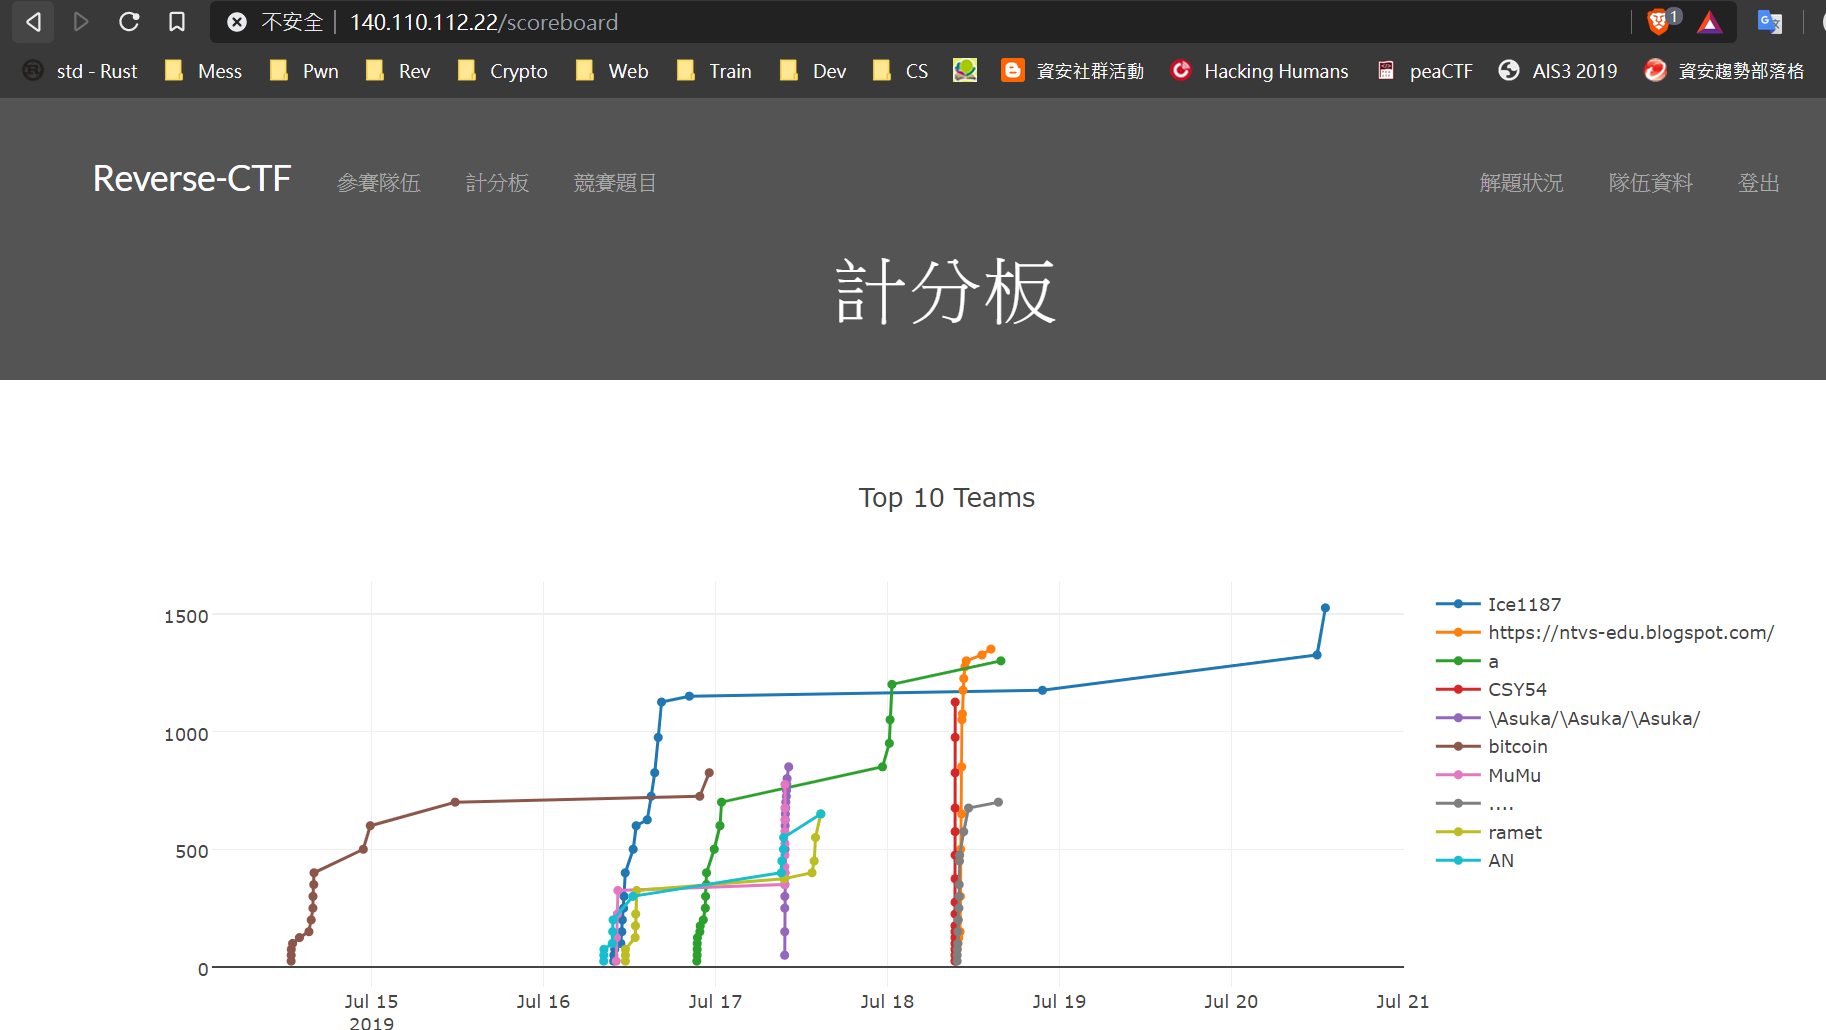 不安全 140.110.112.22/scoreboard 1
std - Rust Mess Pwn Rev Crypto Web Train Dev CS 資安社群活動 Hacking Humans peaCTF AIS3 2019 資安趨勢部落格
Reverse-CTF 參賽隊伍 計分板 競賽題目 解題狀況 隊伍資料 登出
計分板
Top 10 Teams
1500
1000
500
0
Jul 15 Jul 16 Jul 17 Jul 18 Jul 19 Jul 20 Jul 21
2019
Ice1187
https://ntvs-edu.blogspot.com/
a
CSY54
\Asuka/\Asuka/\Asuka/
bitcoin
MuMu
....
ramet
AN